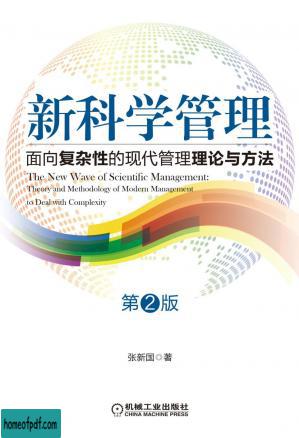 新科学管理
面向复杂性的现代管理理论与方法
The New Wave of Scientific Management:
Theory and Methodology of Modern Management
to Deal with Complexity
第2版
张新国◎著
机械工业出版社
CHINA MACHINE PRESS
homeofpdf.com